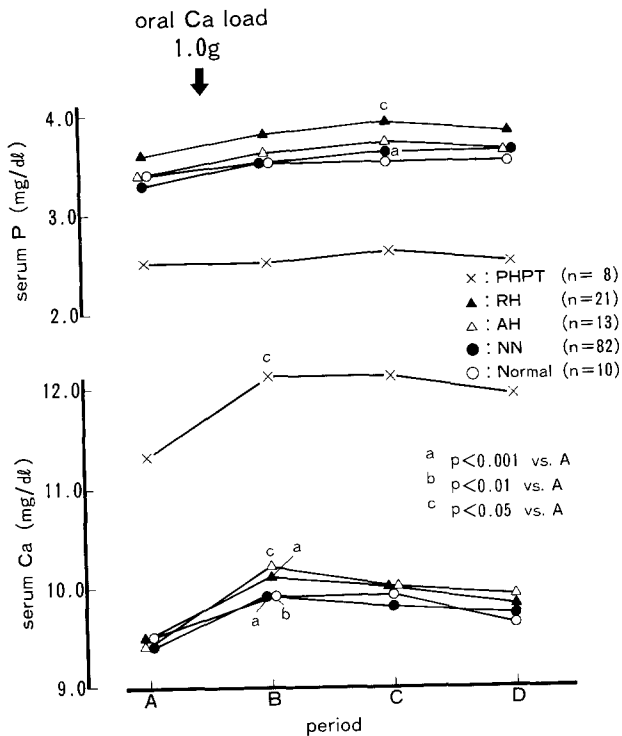 oral Ca load
1.0g
c
4.0
a
3.0
2.0
serum P (mg/dℓ)
× : PHPT (n= 8)
▲ : RH (n=21)
△ : AH (n=13)
● : NN (n=82)
○ : Normal (n=10)
c
12.0
11.0
a p<0.001 vs. A
b p<0.01 vs. A
c p<0.05 vs. A
c a
10.0
a b
9.0
serum Ca (mg/dℓ)
A B C D
period